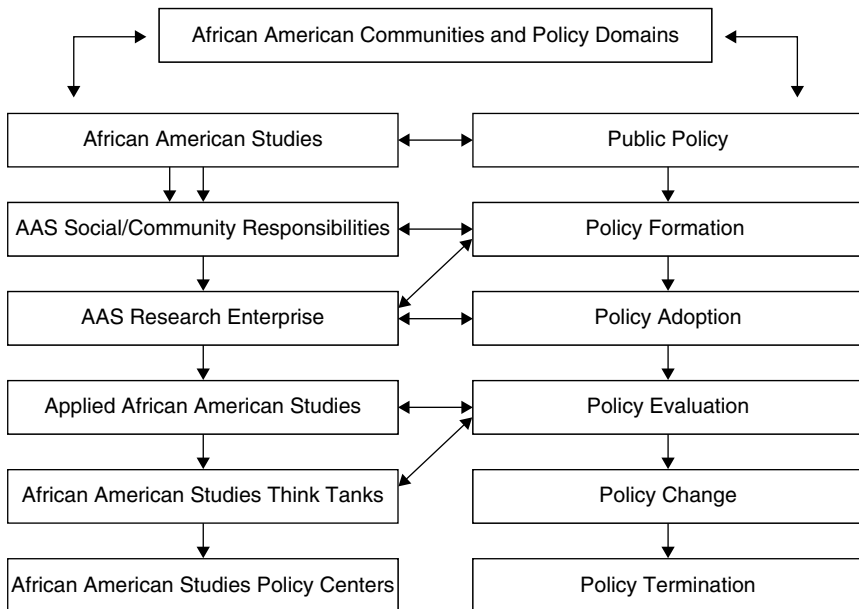 African American Communities and Policy Domains
African American Studies
Public Policy
AAS Social/Community Responsibilities
Policy Formation
AAS Research Enterprise
Policy Adoption
Applied African American Studies
Policy Evaluation
African American Studies Think Tanks
Policy Change
African American Studies Policy Centers
Policy Termination